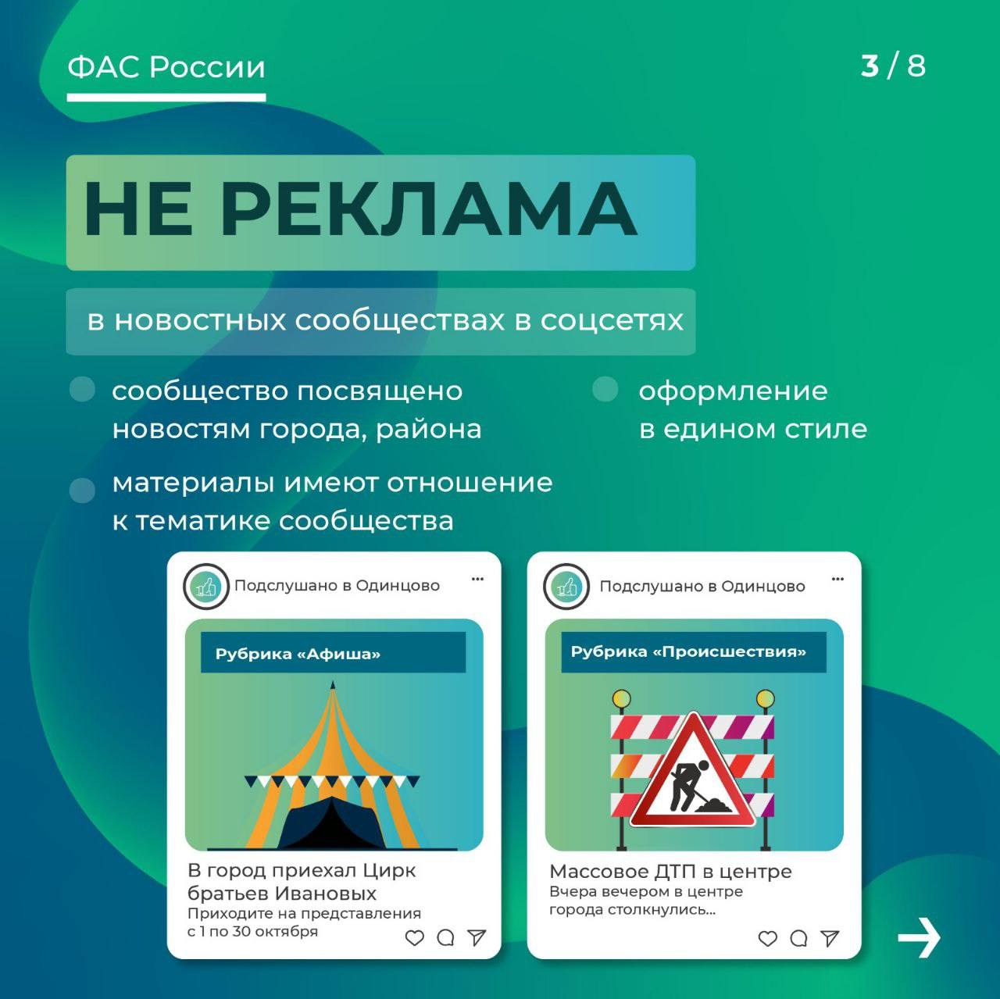 ФАС России
3 / 8
НЕ РЕКЛАМА
в новостных сообществах в соцсетях
сообщество посвящено
новостям города, района
материалы имеют отношение
к тематике сообщества
оформление
в едином стиле
Подслушано в Одинцово
Рубрика «Афиша»
В город приехал Цирк
братьев Ивановых
Приходите на представления
с 1 по 30 октября
Подслушано в Одинцово
Рубрика «Происшествия»
Массовое ДТП в центре
Вчера вечером в центре
города столкнулись...